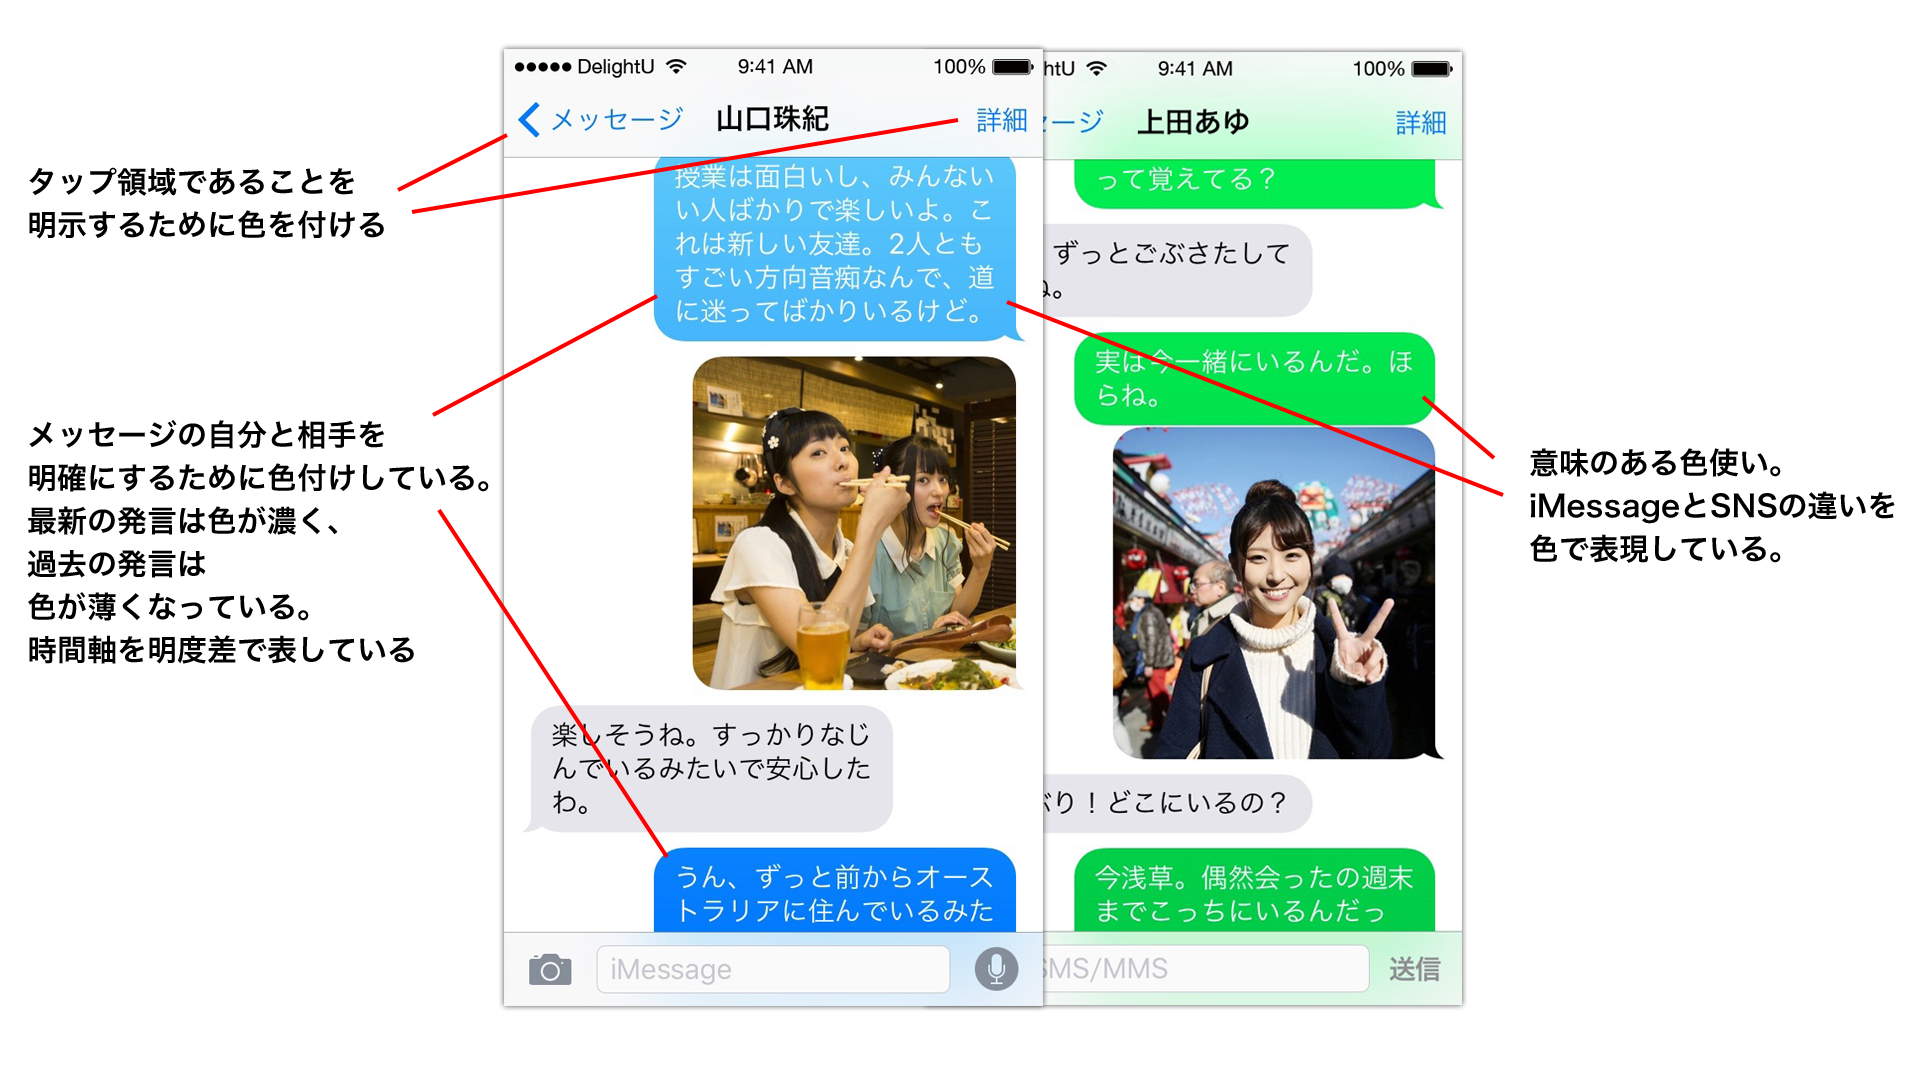 タップ領域であることを
明示するために色を付ける
メッセージの自分と相手を
明確にするために色付けしている。
最新の発言は色が濃く、
過去の発言は
色が薄くなっている。
時間軸を明度差で表している
DelightU 9:41 AM 100%
メッセージ 山口珠紀 詳細
授業は面白いし、みんない
い人ばかりで楽しいよ。こ
れは新しい友達。2人とも
すごい方向音痴なんで、道
に迷ってばかりいるけど。
楽しそうね。すっかりなじ
んでいるみたいで安心した
わ。
うん、ずっと前からオース
トラリアに住んでいるみた
iMessage
htU 9:41 AM 100%
セージ 上田あゆ 詳細
って覚えてる？
ずっとごぶさたして
ね。
実は今一緒にいるんだ。ほ
らね。
ぶり！どこにいるの？
今浅草。偶然会ったの週末
までこっちにいるんだっ
SMS/MMS 送信
意味のある色使い。
iMessageとSNSの違いを
色で表現している。